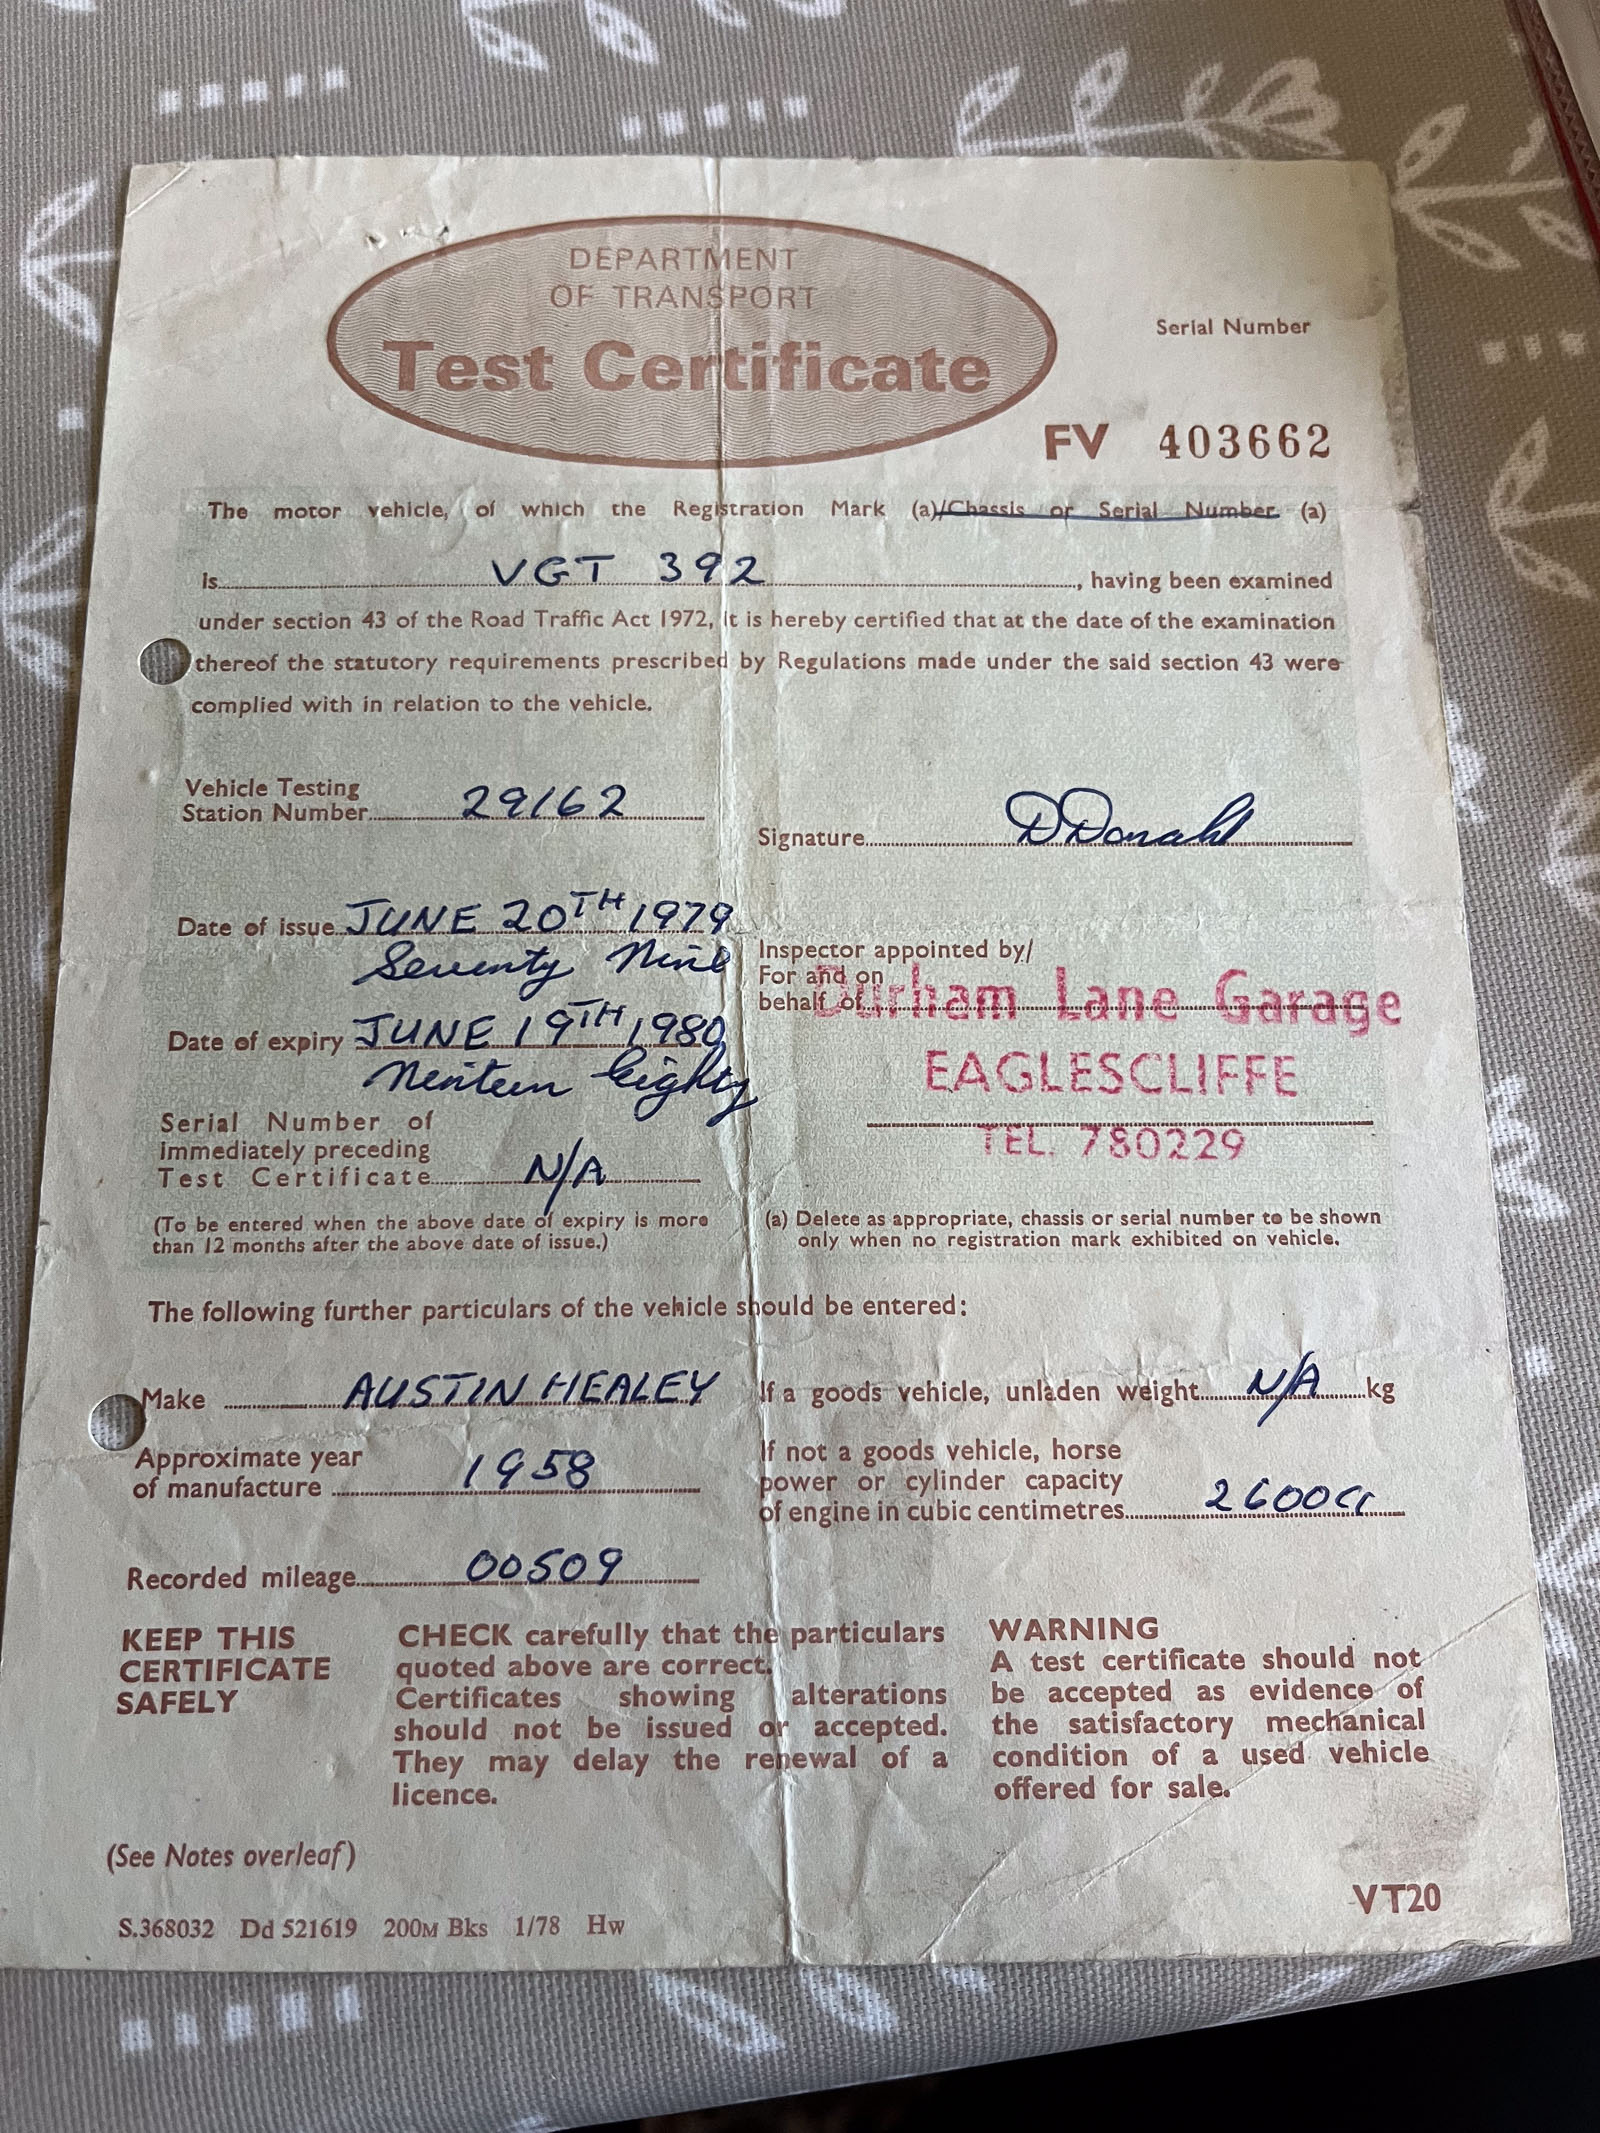 DEPARTMENT
OF TRANSPORT
Test Certificate
Serial Number
FV 403662
The motor vehicle, of which the Registration Mark (a)/Chassis or Serial Number (a)
is VGT 392, having been examined
under section 43 of the Road Traffic Act 1972, it is hereby certified that at the date of the examination
thereof the statutory requirements prescribed by Regulations made under the said section 43 were
complied with in relation to the vehicle.
Vehicle Testing
Station Number 29162
Signature DDonald
Date of issue JUNE 20TH 1979
Seventy Nine
Date of expiry JUNE 19TH 1980
Ninteen Eighty
Serial Number of
immediately preceding
Test Certificate N/A
(To be entered when the above date of expiry is more
than 12 months after the above date of issue.)
Inspector appointed by/
For and on
behalf of Durham Lane Garage
EAGLESCLIFFE
TEL. 780229
(a) Delete as appropriate, chassis or serial number to be shown
only when no registration mark exhibited on vehicle.
The following further particulars of the vehicle should be entered:
Make AUSTIN HEALEY
If a goods vehicle, unladen weight N/A kg
Approximate year
of manufacture 1958
If not a goods vehicle, horse
power or cylinder capacity
of engine in cubic centimetres 2600cc
Recorded mileage 00509
KEEP THIS
CERTIFICATE
SAFELY
CHECK carefully that the particulars
quoted above are correct.
Certificates showing alterations
should not be issued or accepted.
They may delay the renewal of a
licence.
WARNING
A test certificate should not
be accepted as evidence of
the satisfactory mechanical
condition of a used vehicle
offered for sale.
(See Notes overleaf)
VT20
S.368032 Dd 521619 200M Bks 1/78 Hw